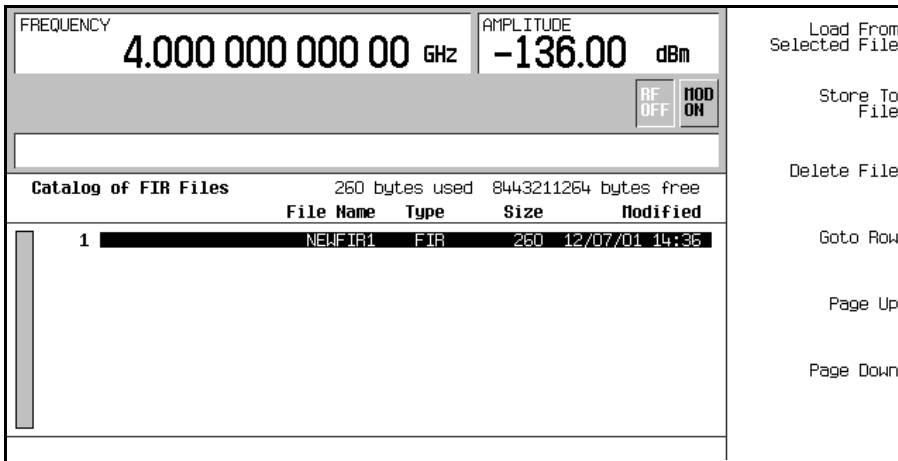 FREQUENCY
4.000 000 000 00 GHz
AMPLITUDE
-136.00 dBm
RF OFF
MOD ON
Catalog of FIR Files 260 bytes used 8443211264 bytes free
File Name Type Size Modified
1 NEWFIR1 FIR 260 12/07/01 14:36
Load From
Selected File
Store To
File
Delete File
Goto Row
Page Up
Page Down